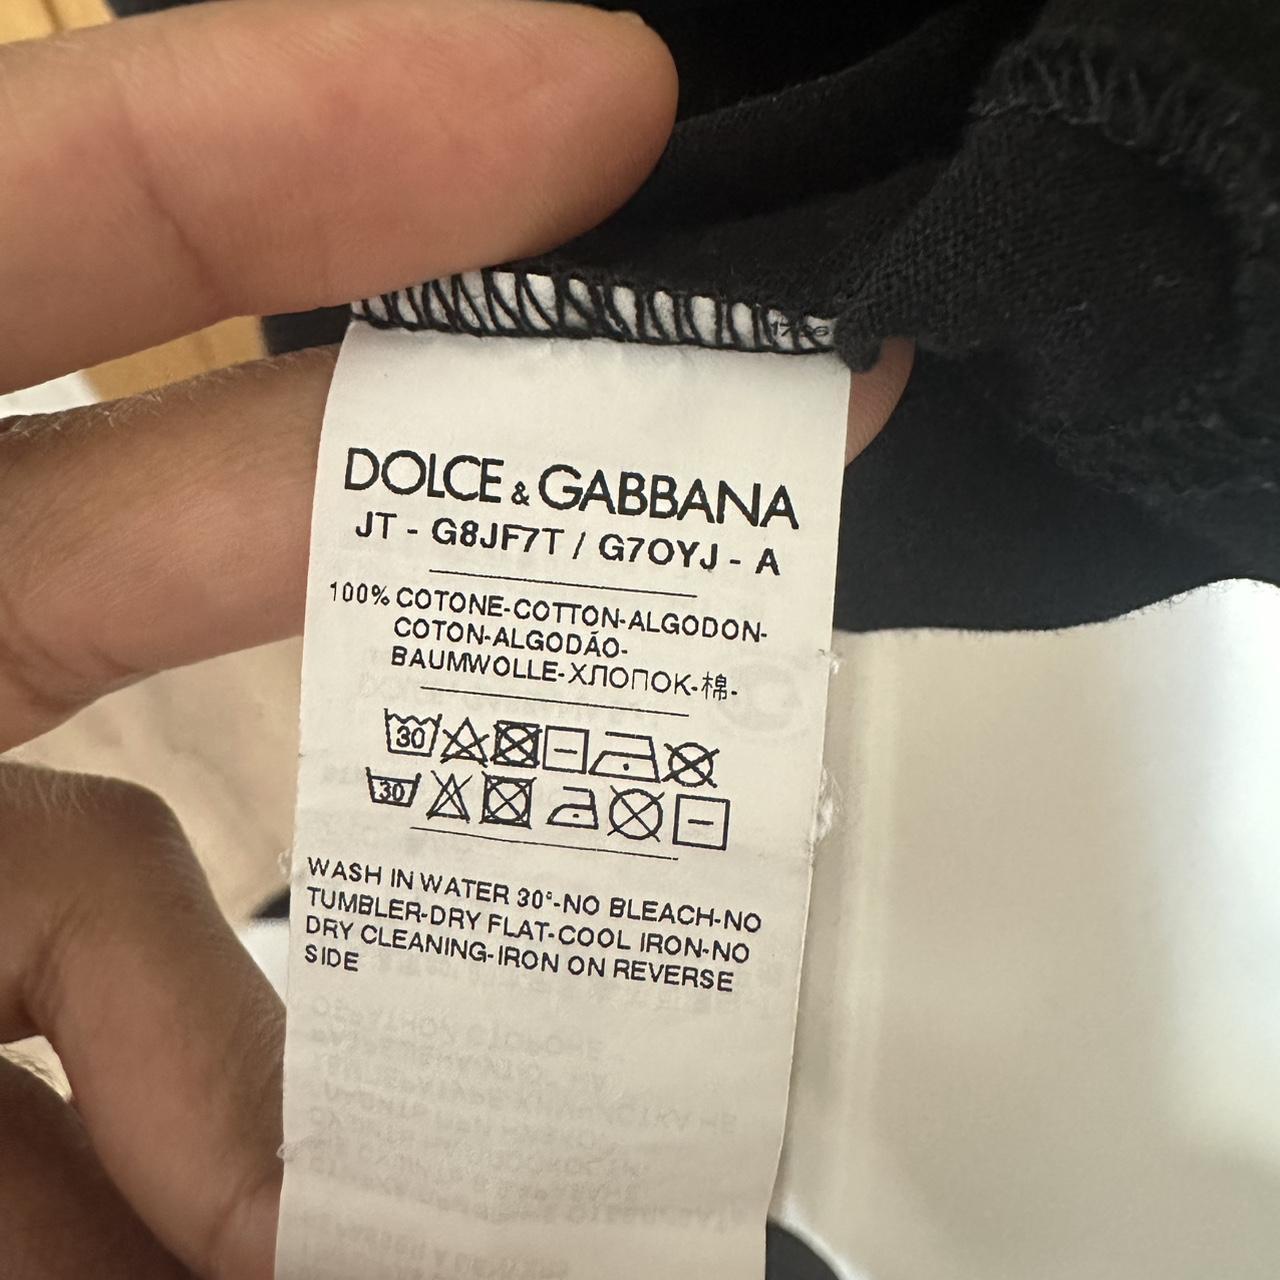 DOLCE & GABBANA
JT - G8JF7T / G7OYJ - A
100% COTONE-COTTON-ALGODON-
COTON-ALGODÃO-
BAUMWOLLE-ХЛОПОК-棉-
30
30
WASH IN WATER 30°-NO BLEACH-NO
TUMBLER-DRY FLAT-COOL IRON-NO
DRY CLEANING-IRON ON REVERSE
SIDE